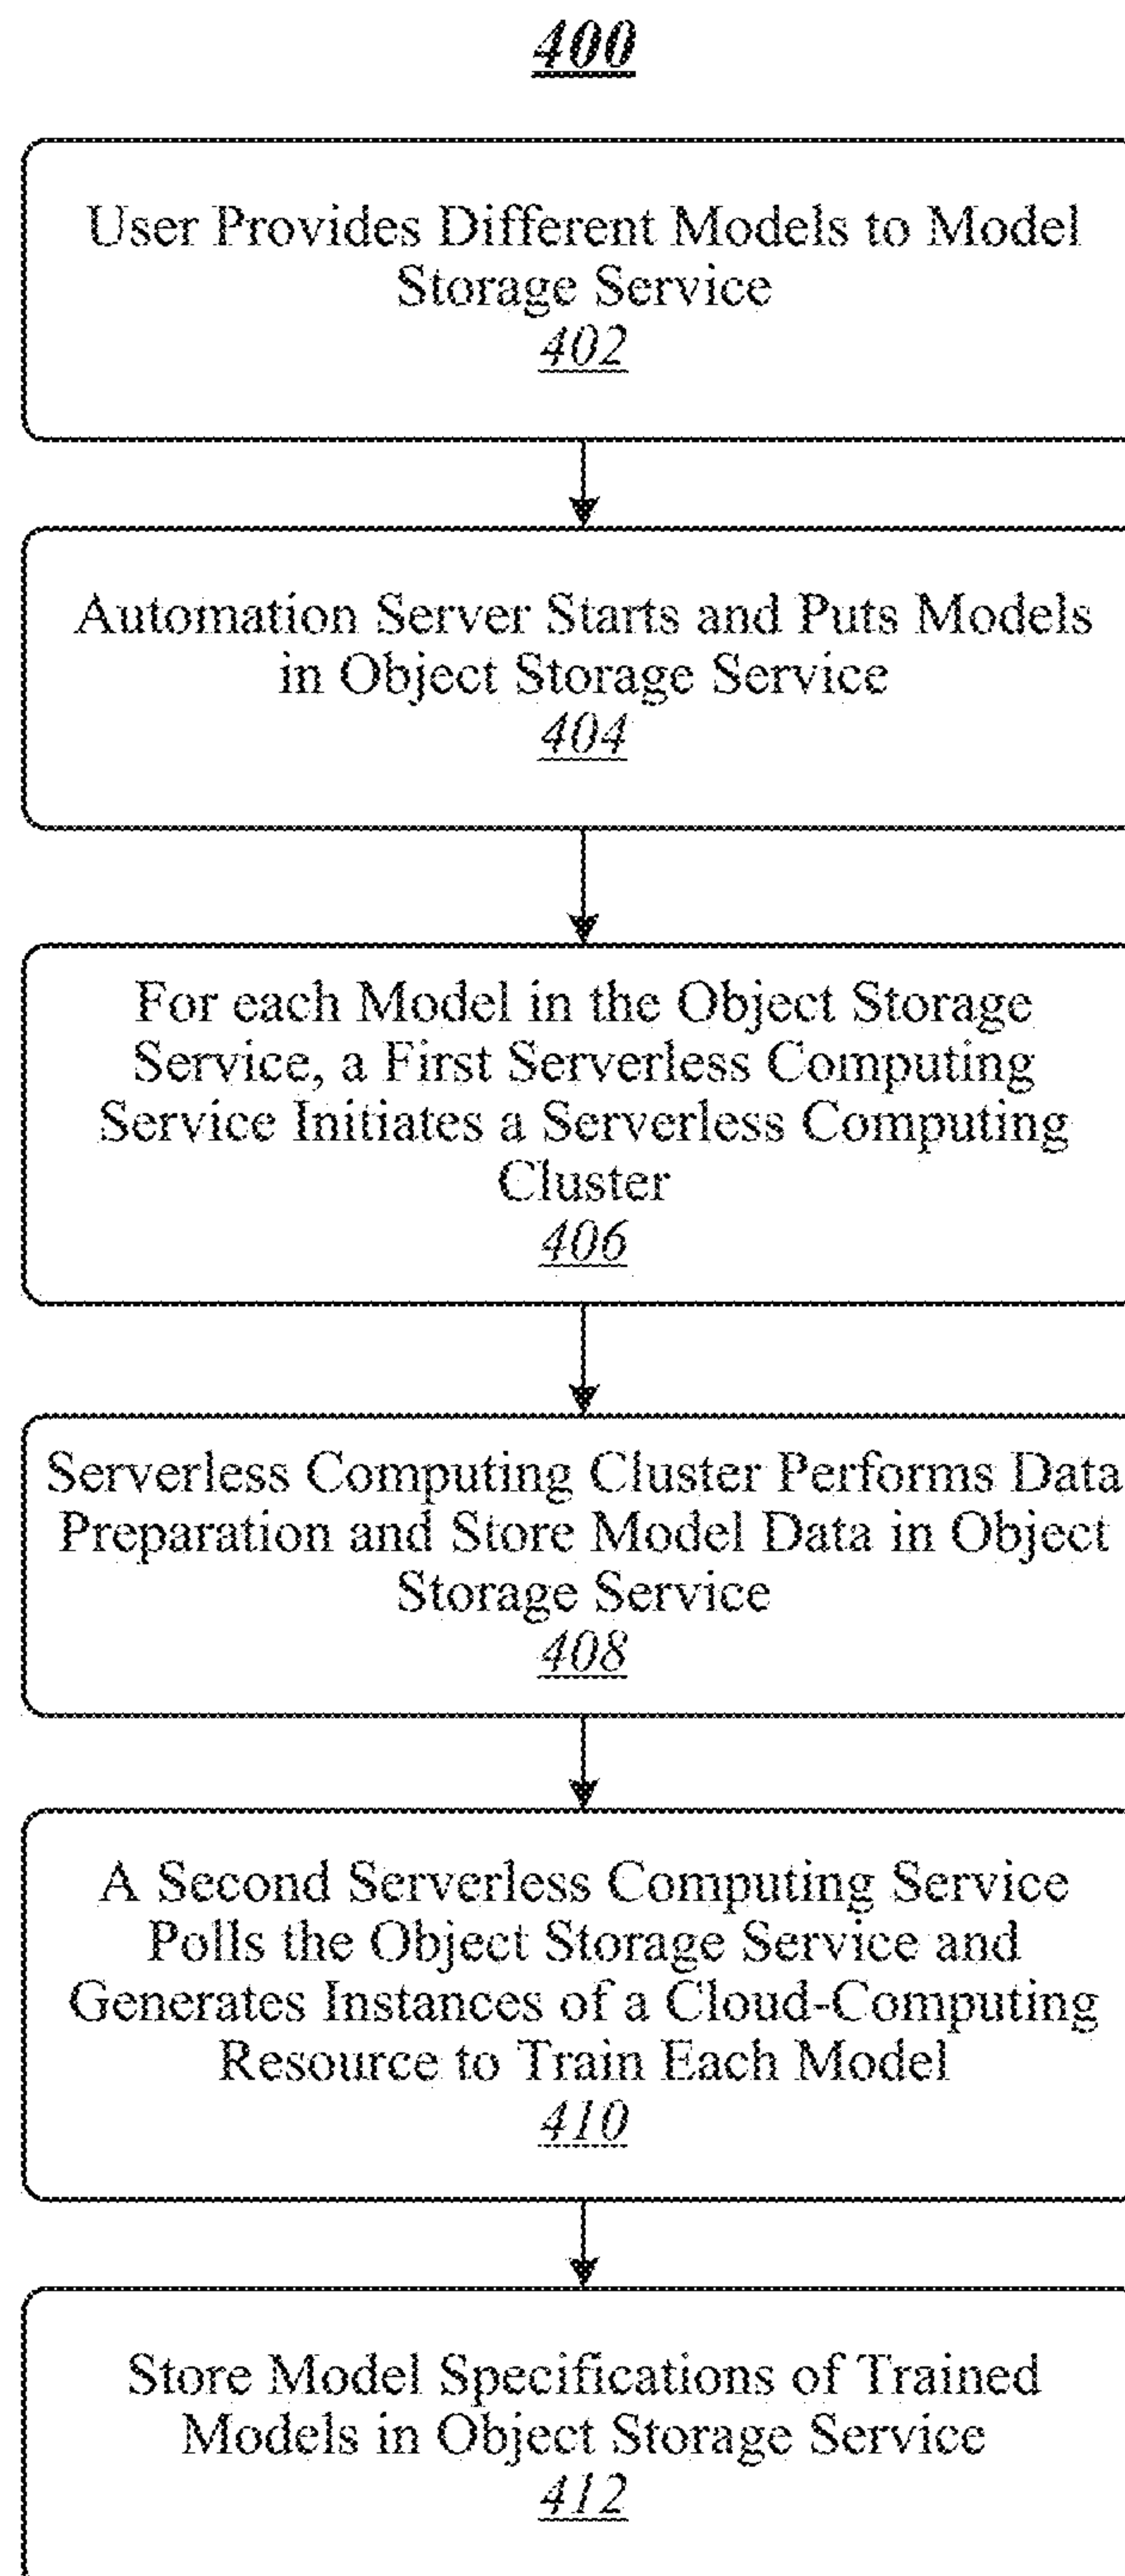 400
User Provides Different Models to Model
Storage Service
402
Automation Server Starts and Puts Models
in Object Storage Service
404
For each Model in the Object Storage
Service, a First Serverless Computing
Service Initiates a Serverless Computing
Cluster
406
Serverless Computing Cluster Performs Data
Preparation and Store Model Data in Object
Storage Service
408
A Second Serverless Computing Service
Polls the Object Storage Service and
Generates Instances of a Cloud-Computing
Resource to Train Each Model
410
Store Model Specifications of Trained
Models in Object Storage Service
412